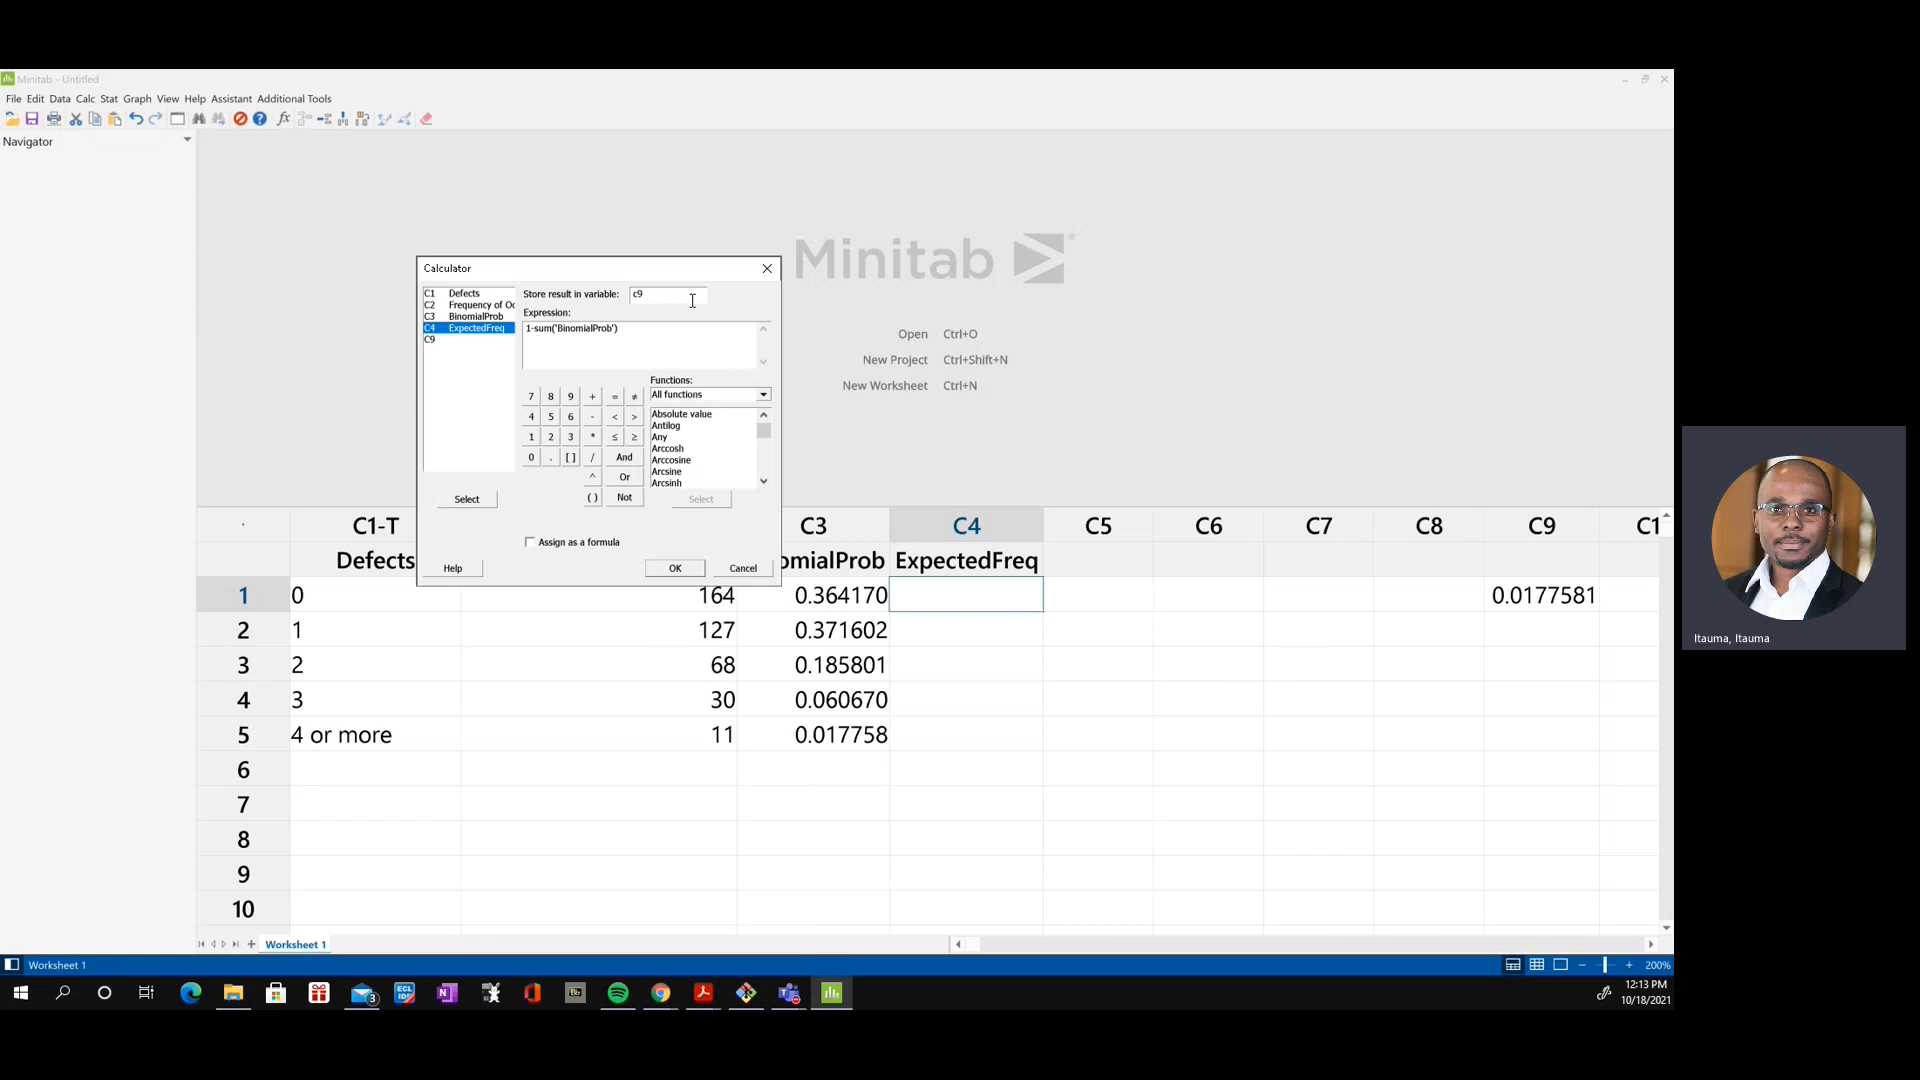 Minitab - Untitled
File Edit Data Calc Stat Graph View Help Assistant Additional Tools
Navigator
Minitab
Open Ctrl+O
New Project Ctrl+Shift+N
New Worksheet Ctrl+N
Calculator
C1 Defects
C2 Frequency of Oc
C3 BinomialProb
C4 ExpectedFreq
C9
Store result in variable: c9
Expression:
1-sum('BinomialProb')
Functions:
All functions
7 8 9 + = ≠
4 5 6 - < >
1 2 3 * ≤ ≥
0 . [ ] / And
^ Or
( ) Not
Absolute value
Antilog
Any
Arccosh
Arccosine
Arcsine
Arcsinh
Select
Select
Assign as a formula
Help
OK
Cancel
C1-T C3 C4 C5 C6 C7 C8 C9 C1
Defects omialProb ExpectedFreq
1 0 164 0.364170 0.0177581
2 1 127 0.371602
3 2 68 0.185801
4 3 30 0.060670
5 4 or more 11 0.017758
6
7
8
9
10
Worksheet 1
Worksheet 1
200%
3
ECL
IDE
Bb
12:13 PM
10/18/2021
Itauma, Itauma